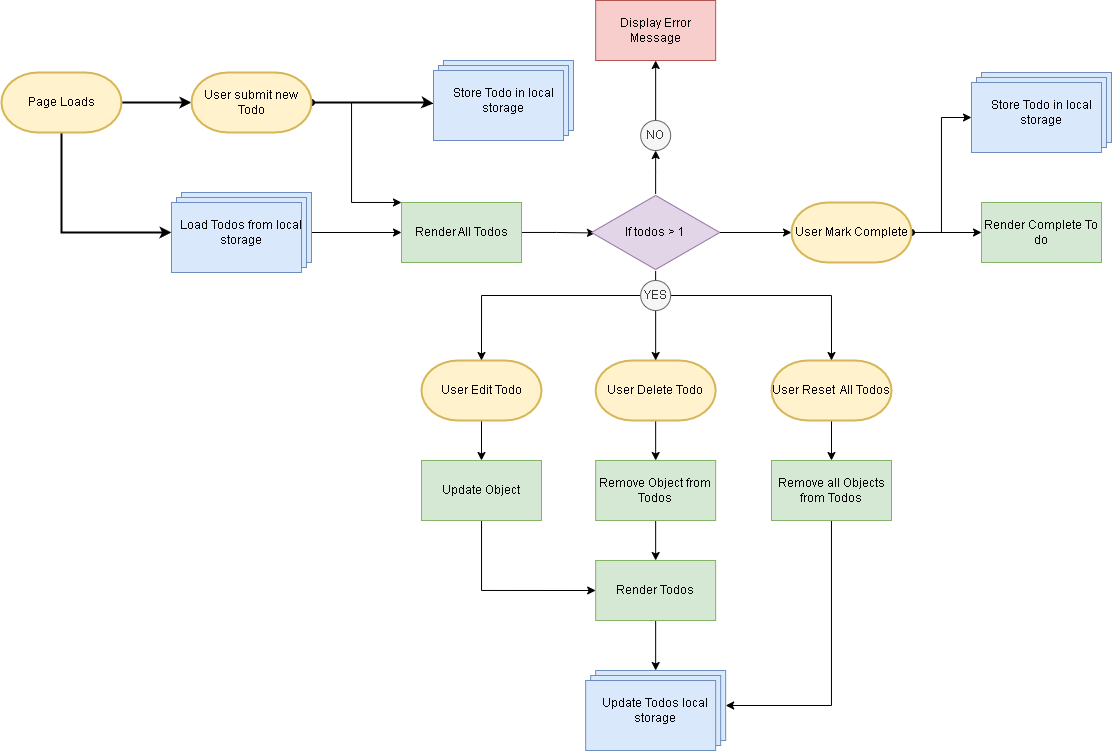 Display Error
Message
Page Loads
User submit new
Todo
Store Todo in local
storage
Store Todo in local
storage
NO
Load Todos from local
storage
Render All Todos
If todos > 1
User Mark Complete
Render Complete To
do
YES
User Edit Todo
User Delete Todo
User Reset All Todos
Update Object
Remove Object from
Todos
Remove all Objects
from Todos
Render Todos
Update Todos local
storage